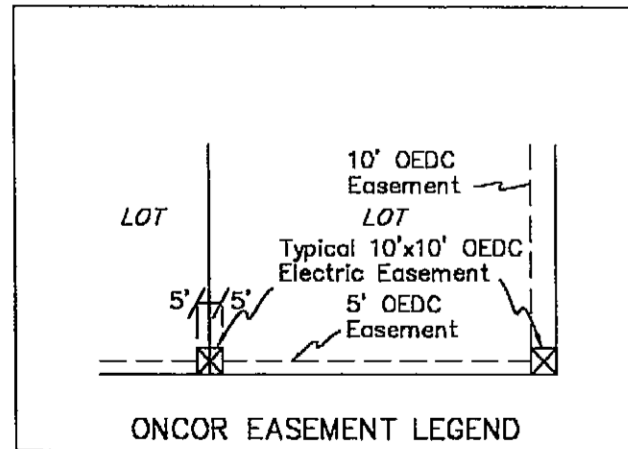 10' OEDC
Easement
LOT
LOT
Typical 10'x10' OEDC
Electric Easement
5' 5'
5' OEDC
Easement
ONCOR EASEMENT LEGEND